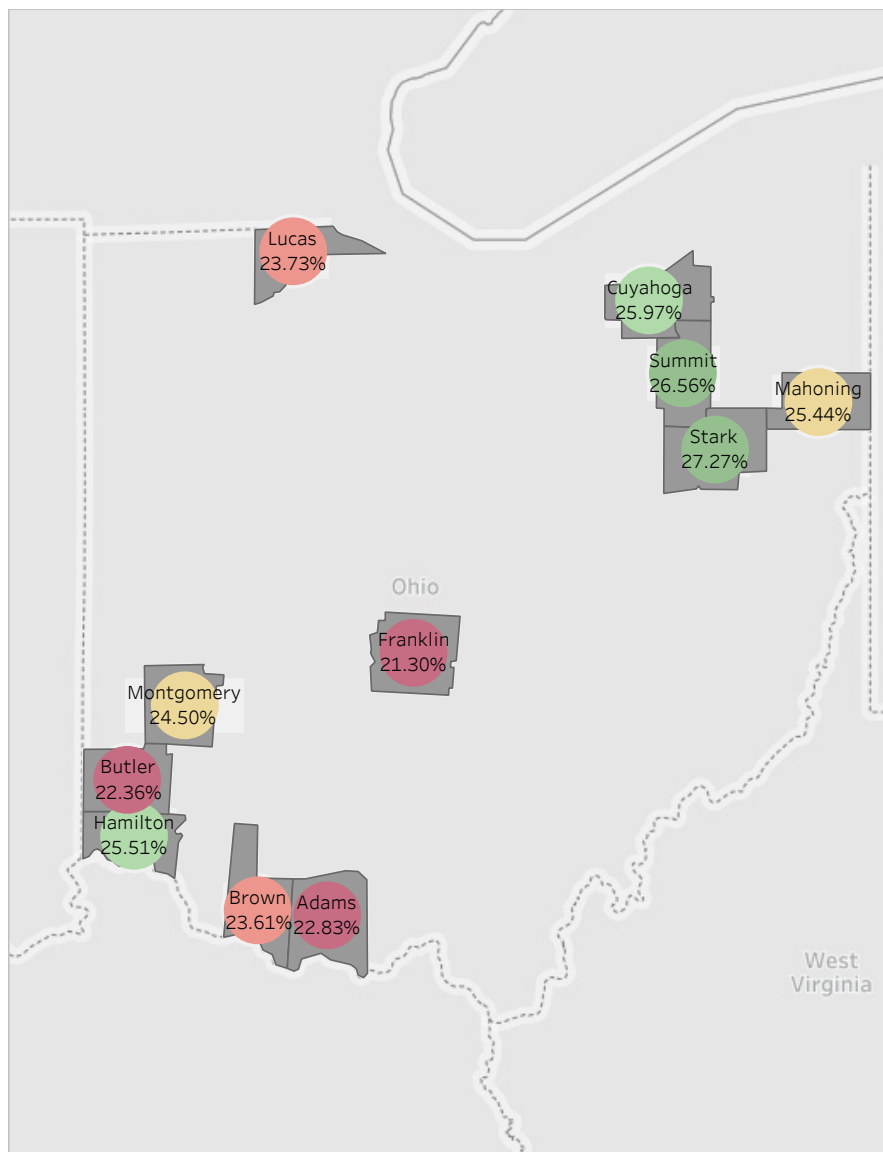 Lucas
23.73%
Cuyahoga
25.97%
Summit
26.56%
Mahoning
25.44%
Stark
27.27%
Ohio
Franklin
21.30%
Montgomery
24.50%
Butler
22.36%
Hamilton
25.51%
Brown
23.61%
Adams
22.83%
West
Virginia